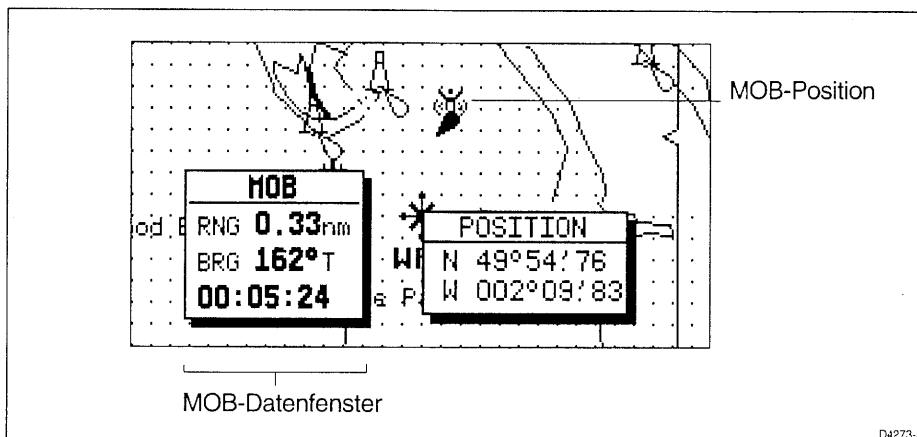 MOB-Position
MOB
RNG 0.33nm
BRG 162°T
00:05:24
od
POSITION
N 49°54!76
W 002°09!83
MOB-Datenfenster
D4273-